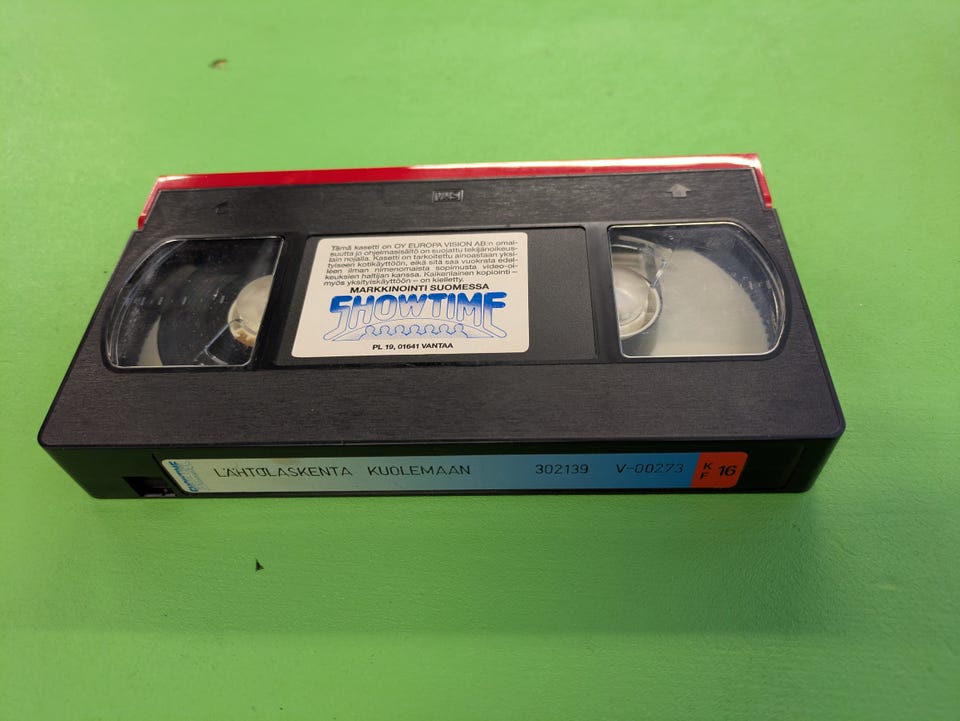 VHS
Tämä kasetti on OY EUROPA VISION AB:n omai-
suutta jo ohjelmasisältö on suojattu tekijänoikeus-
lain nojalla. Kasetti on tarkoitettu ainoastaan yksi-
tyiseen kotikäyttöön, eikä sitä saa vuokrata edel-
leen ilman nimenomaista sopimusta video-oi-
keuksien haltijan kanssa. Kaikenlainen kopiointi –
myös yksityiskäyttöön – on kielletty.
MARKKINOINTI SUOMESSA
SHOWTIME
PL 19, 01641 VANTAA
SHOWTIME LÄHTÖLASKENTA KUOLEMAAN 302139 V-00273 K F 16